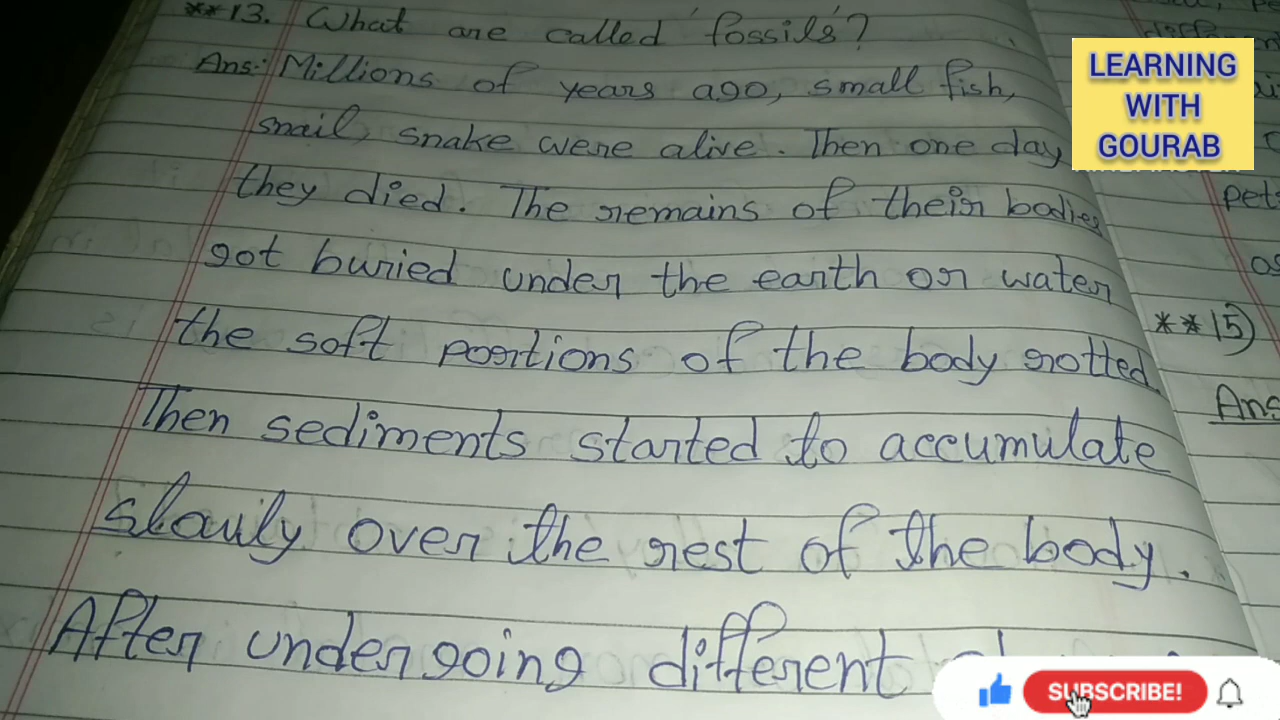 **13. What are called 'fossils'?
Ans:- Millions of years ago, small fish,
snail, snake were alive. Then one day
they died. The remains of their bodies
got buried under the earth or water
the soft portions of the body rotted.
Then sediments started to accumulate
slowly over the rest of the body.
After undergoing different
LEARNING
WITH
GOURAB
pet
as
**15)
Ans
SUBSCRIBE!